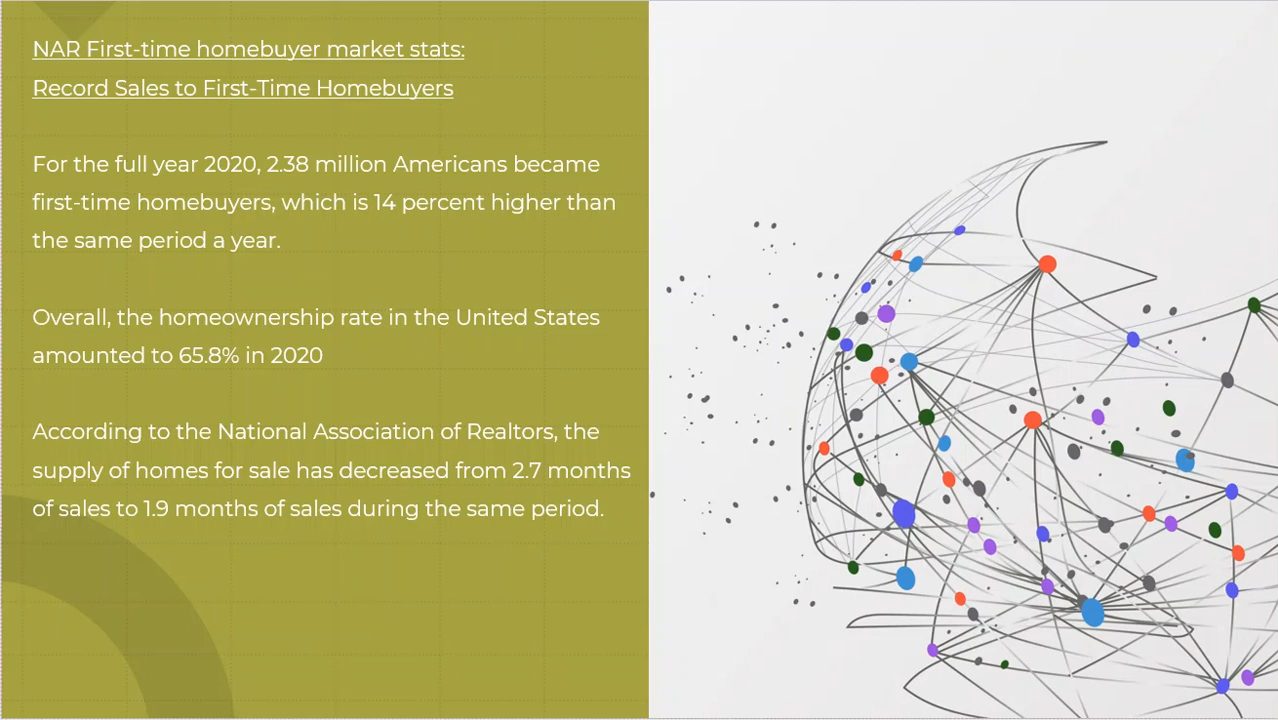 NAR First-time homebuyer market stats:
Record Sales to First-Time Homebuyers
For the full year 2020, 2.38 million Americans became
first-time homebuyers, which is 14 percent higher than
the same period a year.
Overall, the homeownership rate in the United States
amounted to 65.8% in 2020
According to the National Association of Realtors, the
supply of homes for sale has decreased from 2.7 months
of sales to 1.9 months of sales during the same period.